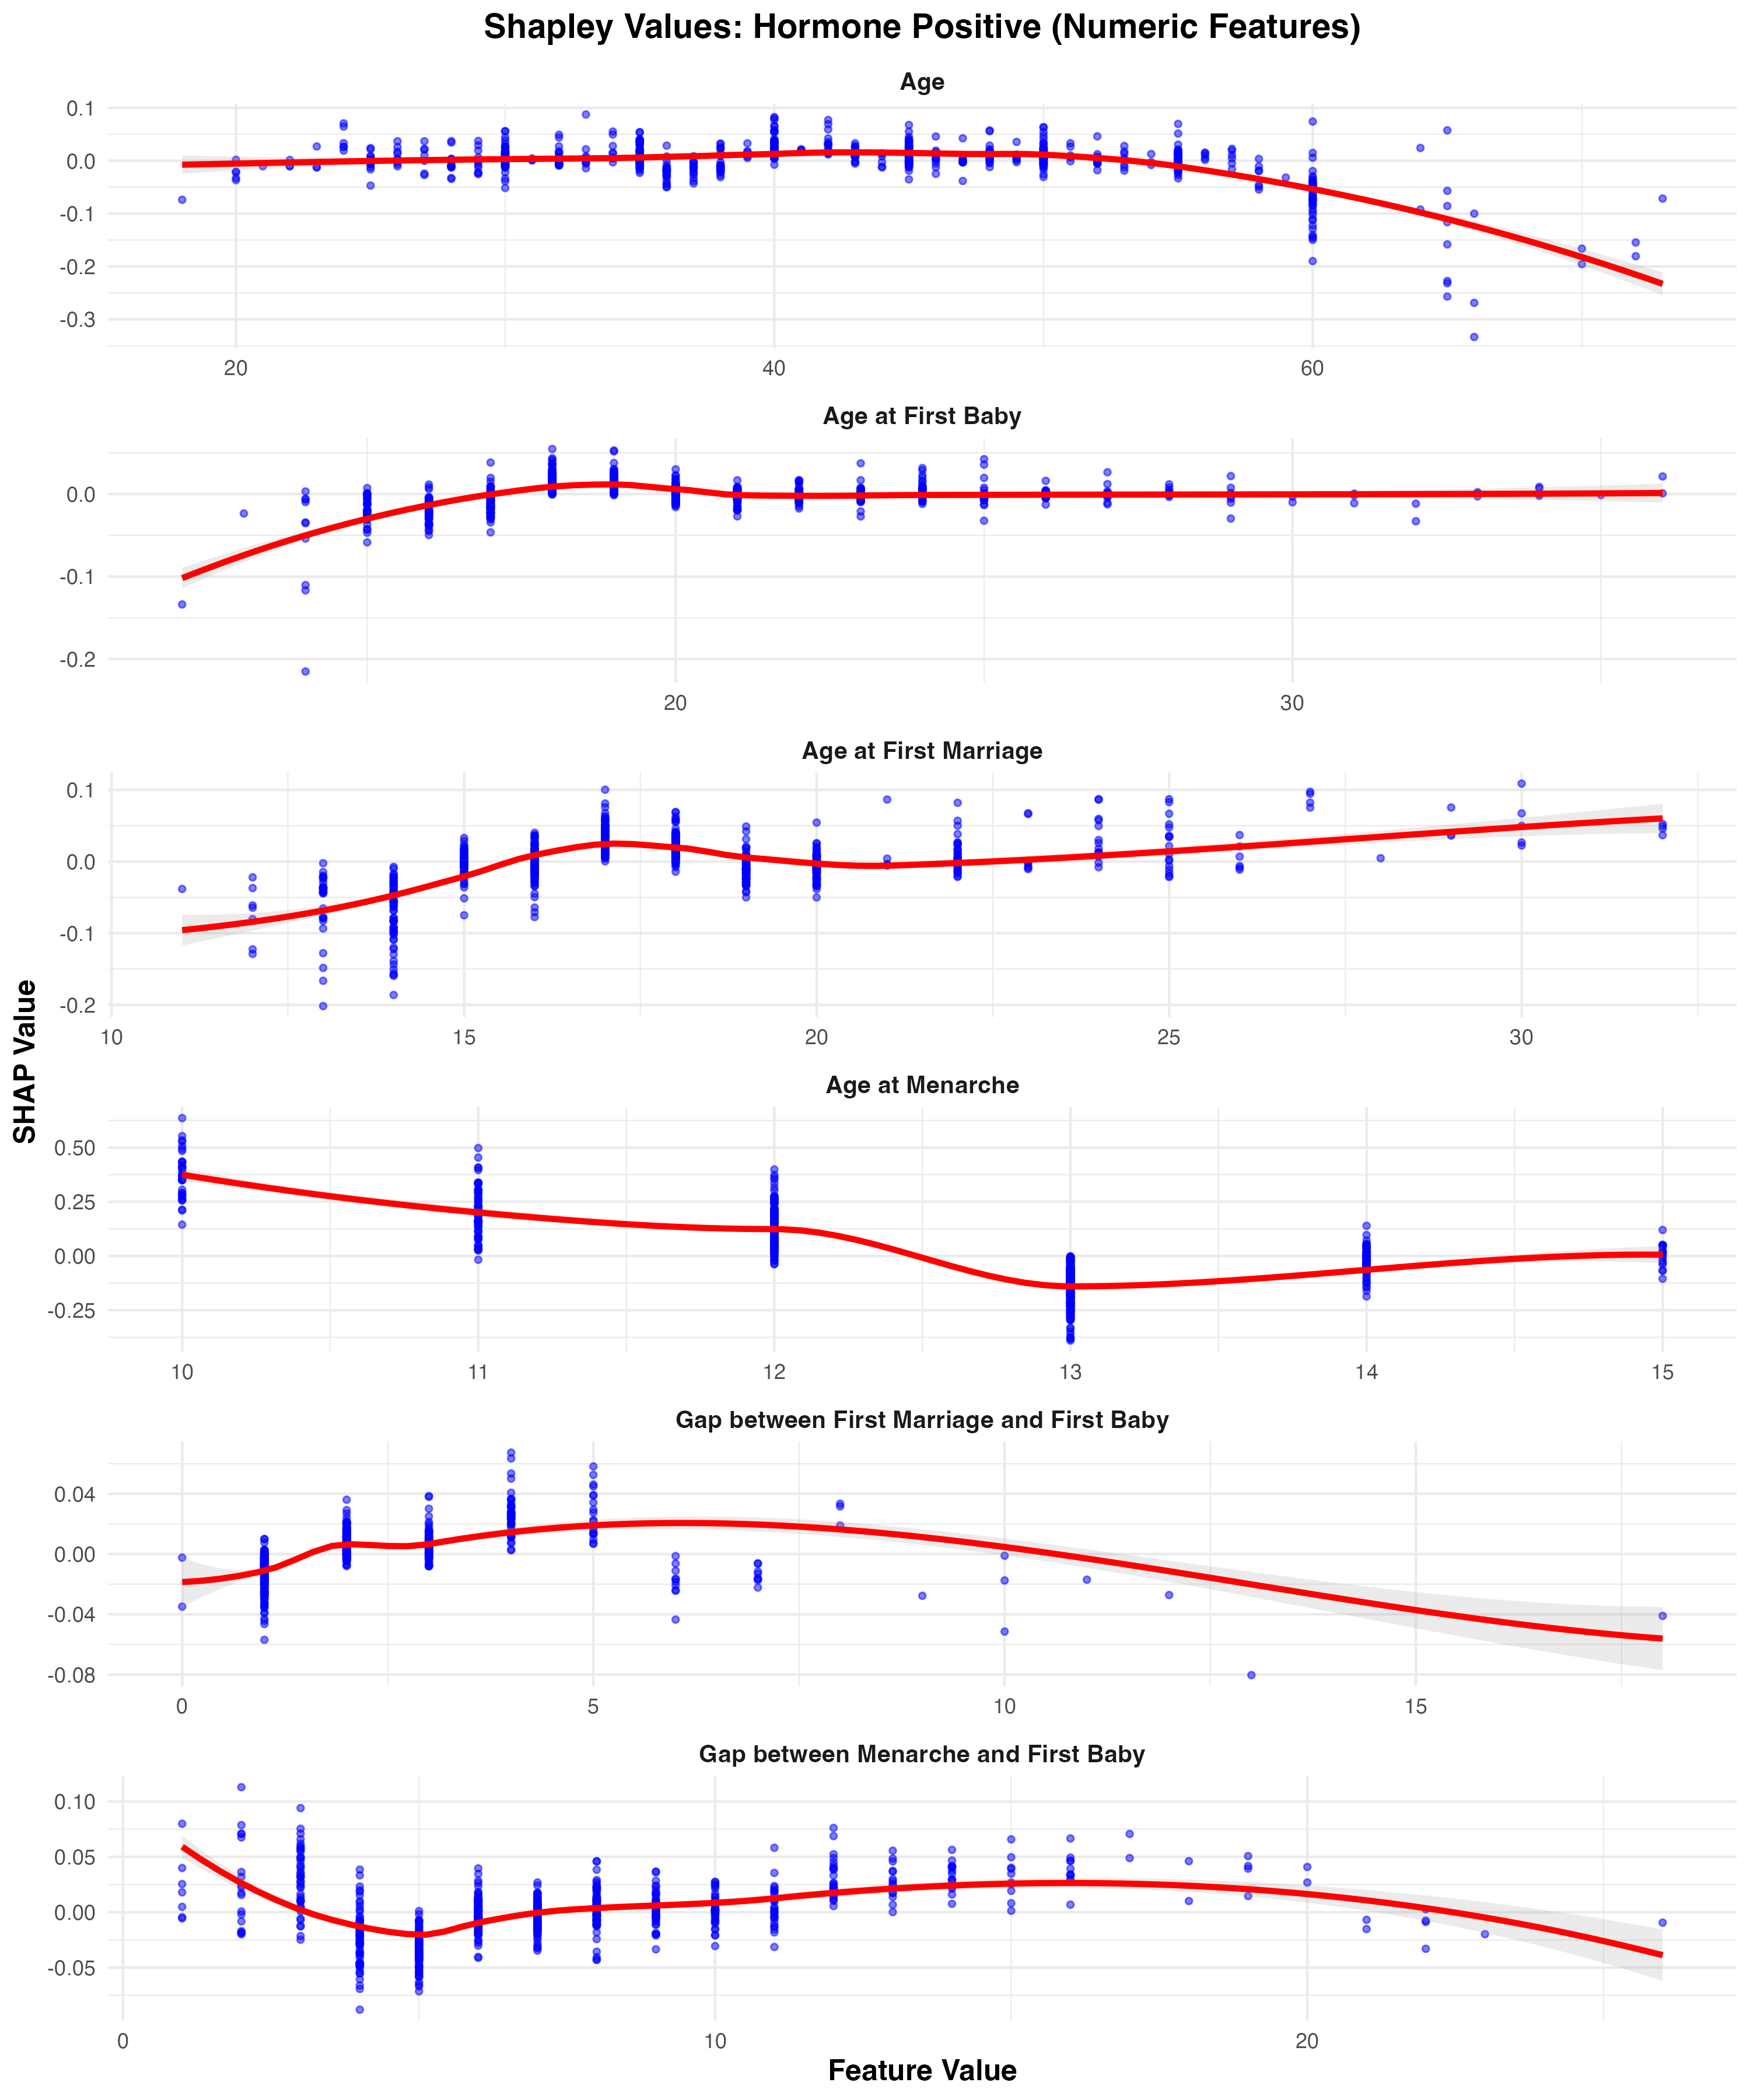 Shapley Values: Hormone Positive (Numeric Features)
Age
0.1
0.0
-0.1
-0.2
-0.3
20 40 60
Age at First Baby
0.0
-0.1
-0.2
20 30
Age at First Marriage
0.1
0.0
-0.1
-0.2
10 15 20 25 30
Age at Menarche
0.50
0.25
0.00
-0.25
10 11 12 13 14 15
Gap between First Marriage and First Baby
0.04
0.00
-0.04
-0.08
0 5 10 15
Gap between Menarche and First Baby
0.10
0.05
0.00
-0.05
0 10 20
SHAP Value
Feature Value